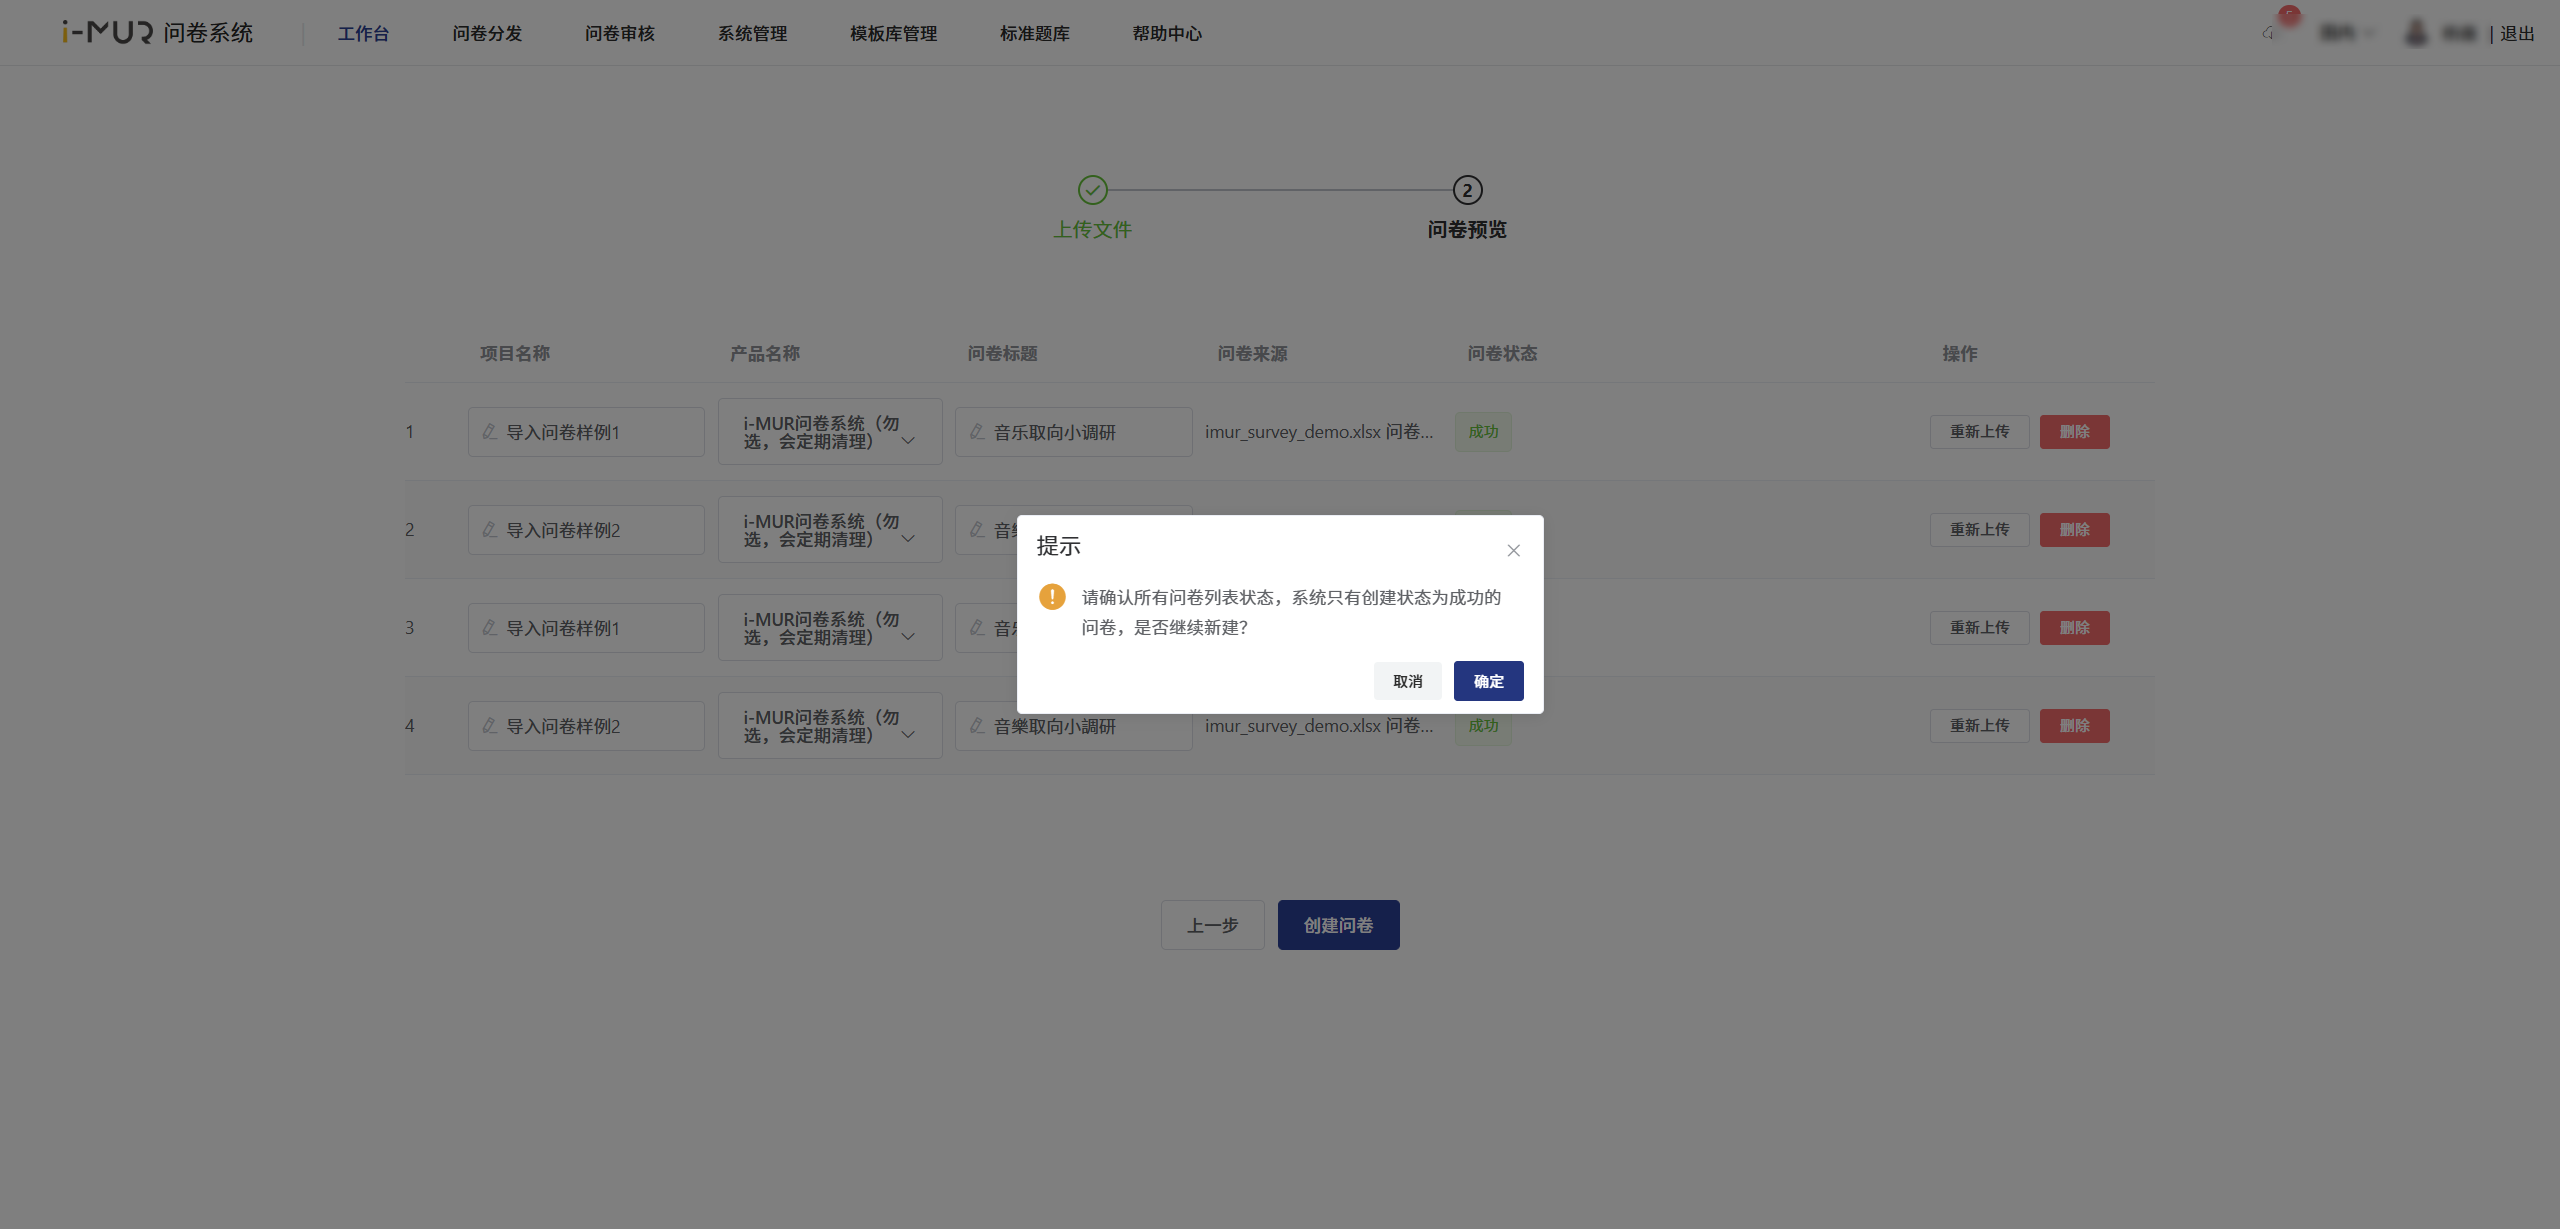 i-MUR 问卷系统
工作台 问卷分发 问卷审核 系统管理 模板库管理 标准题库 帮助中心 | 退出
2
上传文件 问卷预览
项目名称 产品名称 问卷标题 问卷来源 问卷状态 操作
1 导入问卷样例1 i-MUR问卷系统（勿选，会定期清理） 音乐取向小调研 imur_survey_demo.xlsx 问卷... 成功 重新上传 删除
2 导入问卷样例2 i-MUR问卷系统（勿选，会定期清理） 音 重新上传 删除
3 导入问卷样例1 i-MUR问卷系统（勿选，会定期清理） 音 重新上传 删除
4 导入问卷样例2 i-MUR问卷系统（勿选，会定期清理） 音樂取向小調研 imur_survey_demo.xlsx 问卷... 成功 重新上传 删除
提示
请确认所有问卷列表状态，系统只有创建状态为成功的
问卷，是否继续新建？
取消 确定
上一步 创建问卷